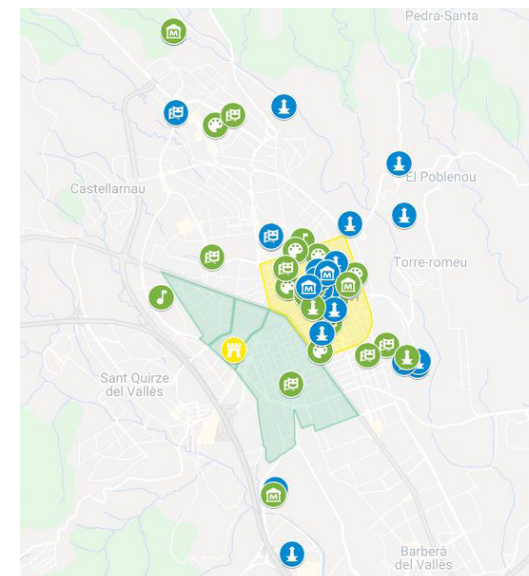 Pedra-Santa
El Poblenou
Castellarnau
Torre-romeu
Sant Quirze
del Vallès
Barberà
del Vallès